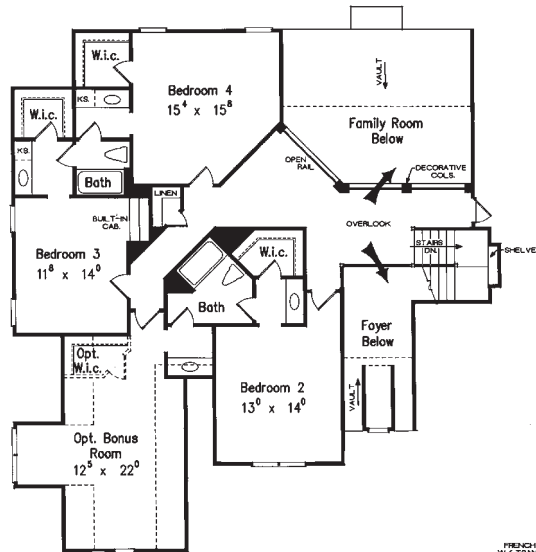 W.i.c.
Bedroom 4
15⁴ x 15⁸
VAULT
KS.
W.i.c.
Family Room
Below
OPEN
RAIL
DECORATIVE
COLS.
KS.
Bath
LINEN
BUILT-IN
CAB.
OVERLOOK
Bedroom 3
11⁸ x 14⁰
STAIRS
DN.
SHELVES
W.i.c.
Bath
Foyer
Below
Opt.
W.i.c.
Bedroom 2
13⁰ x 14⁰
VAULT
Opt. Bonus
Room
12⁵ x 22⁰
FRENCH